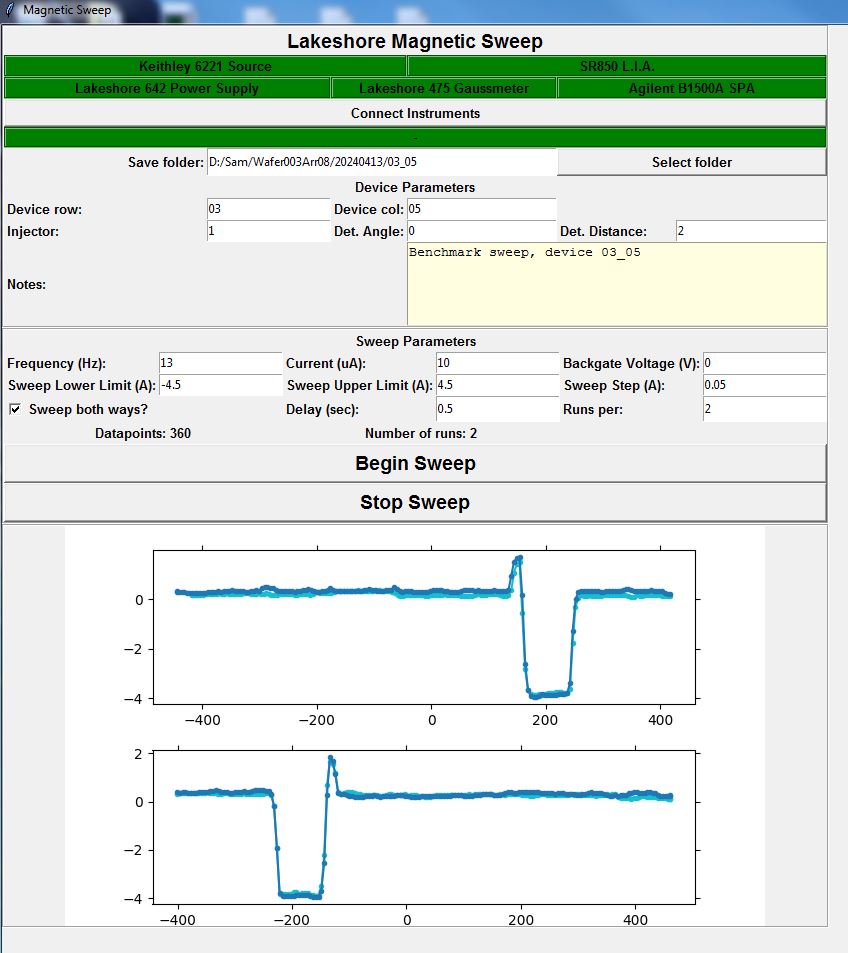 Magnetic Sweep
Lakeshore Magnetic Sweep
Keithley 6221 Source SR850 L.I.A.
Lakeshore 642 Power Supply Lakeshore 475 Gaussmeter Agilent B1500A SPA
Connect Instruments
-
Save folder: D:/Sam/Wafer003Arr08/20240413/03_05 Select folder
Device Parameters
Device row: 03 Device col: 05
Injector: 1 Det. Angle: 0 Det. Distance: 2
Notes: Benchmark sweep, device 03_05
Sweep Parameters
Frequency (Hz): 13 Current (uA): 10 Backgate Voltage (V): 0
Sweep Lower Limit (A): -4.5 Sweep Upper Limit (A): 4.5 Sweep Step (A): 0.05
Sweep both ways? Delay (sec): 0.5 Runs per: 2
Datapoints: 360 Number of runs: 2
Begin Sweep
Stop Sweep
0
−2
−4
−400 −200 0 200 400
2
0
−2
−4
−400 −200 0 200 400